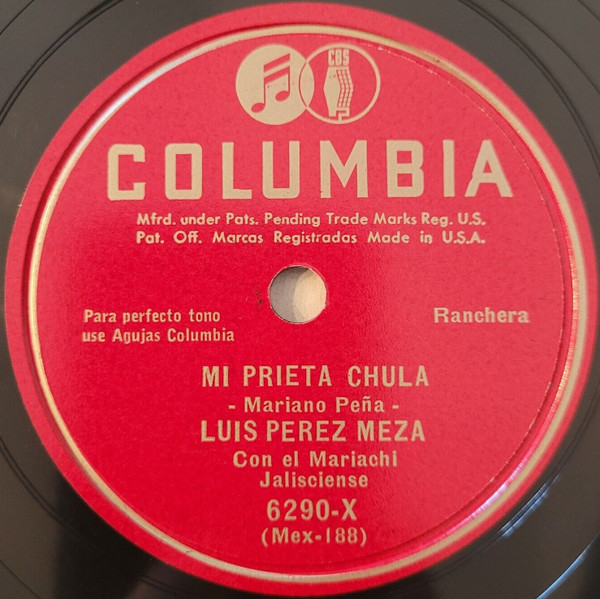 CBS
COLUMBIA
Mfrd. under Pats. Pending Trade Marks Reg. U.S.
Pat. Off. Marcas Registradas Made in U.S.A.
Para perfecto tono
use Agujas Columbia
Ranchera
MI PRIETA CHULA
- Mariano Peña -
LUIS PEREZ MEZA
Con el Mariachi
Jalisciense
6290-X
(Mex-188)